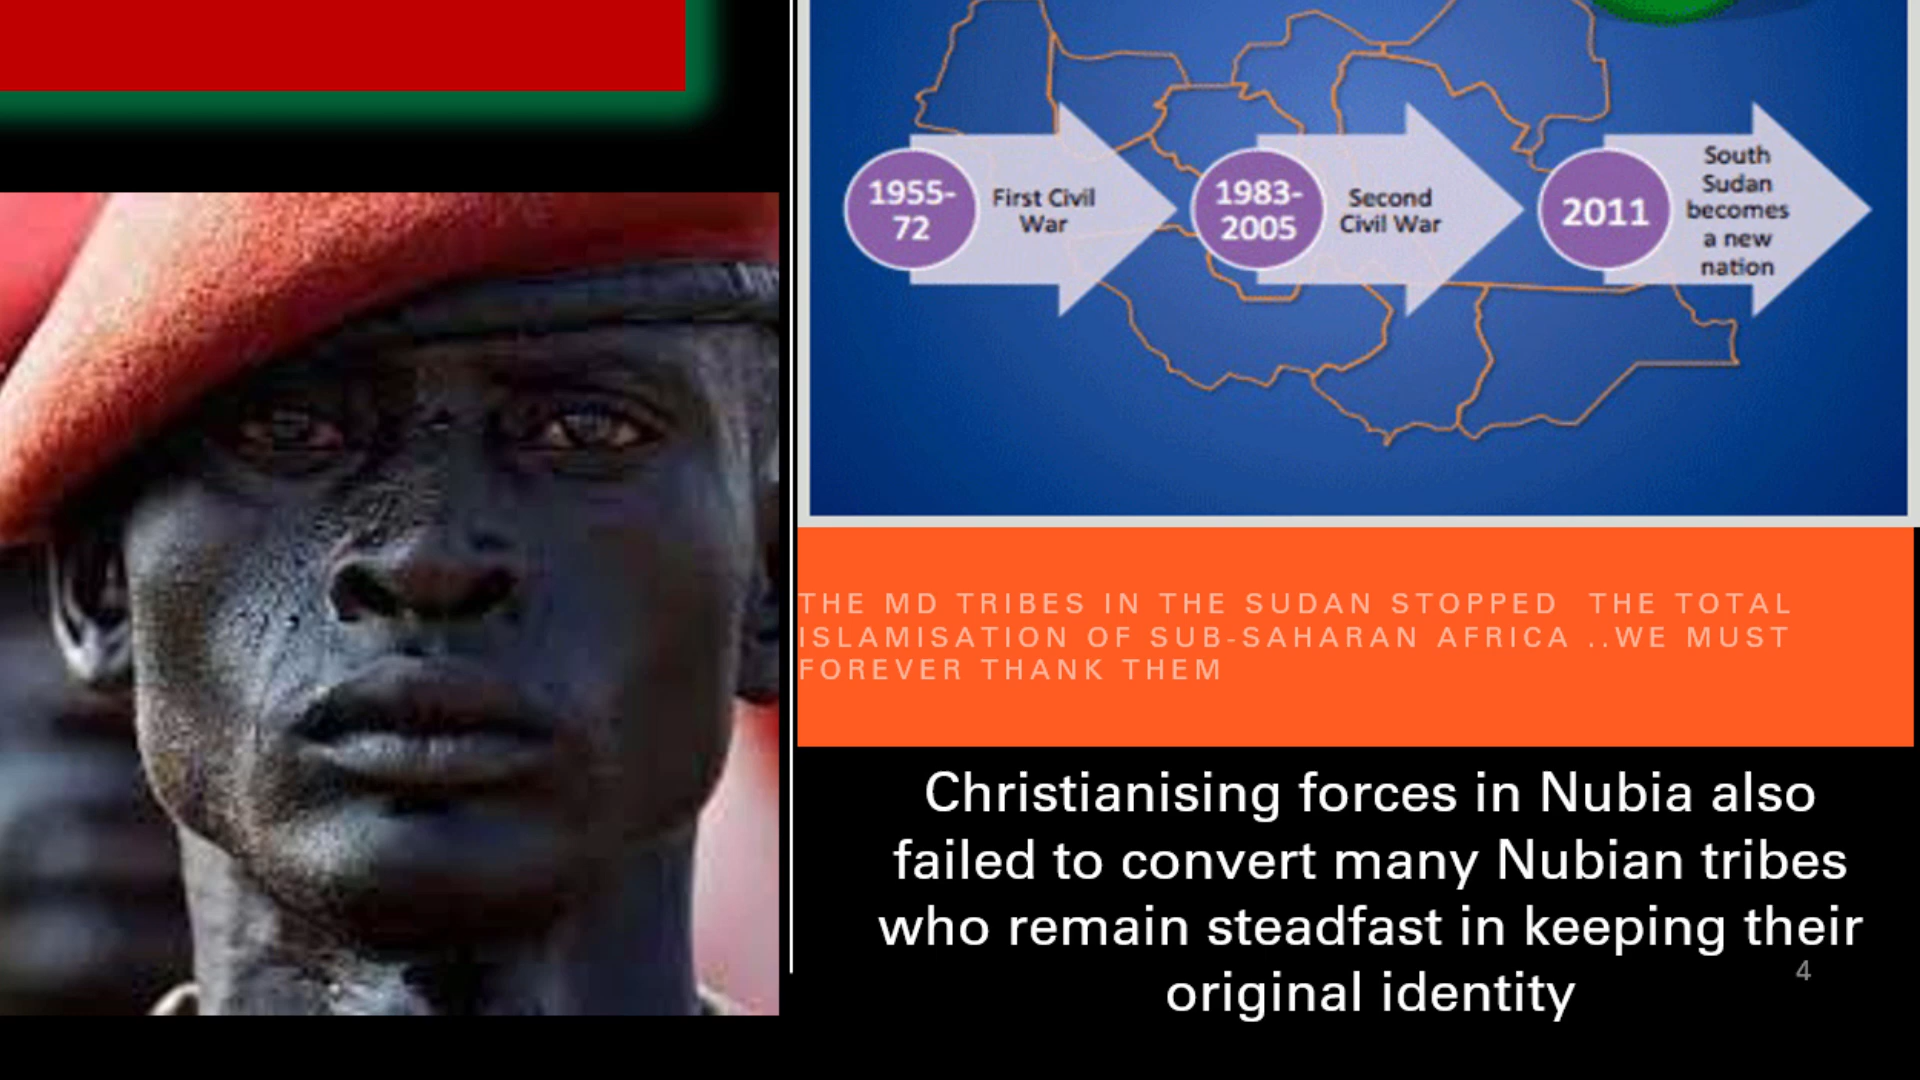 1955-
72
First Civil
War
1983-
2005
Second
Civil War
2011
South
Sudan
becomes
a new
nation
THE MD TRIBES IN THE SUDAN STOPPED  THE TOTAL
ISLAMISATION OF SUB-SAHARAN AFRICA ..WE MUST
FOREVER THANK THEM
Christianising forces in Nubia also
failed to convert many Nubian tribes
who remain steadfast in keeping their
original identity
4